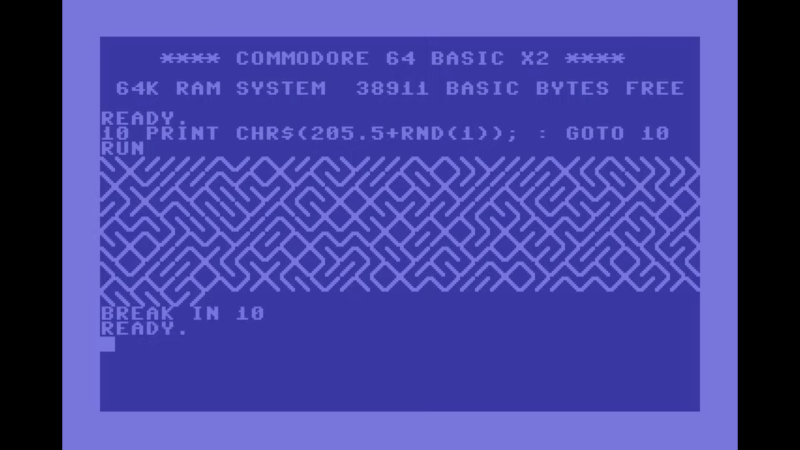 **** COMMODORE 64 BASIC X2 ****
64K RAM SYSTEM  38911 BASIC BYTES FREE
READY.
10 PRINT CHR$(205.5+RND(1)); : GOTO 10
RUN
BREAK IN 10
READY.